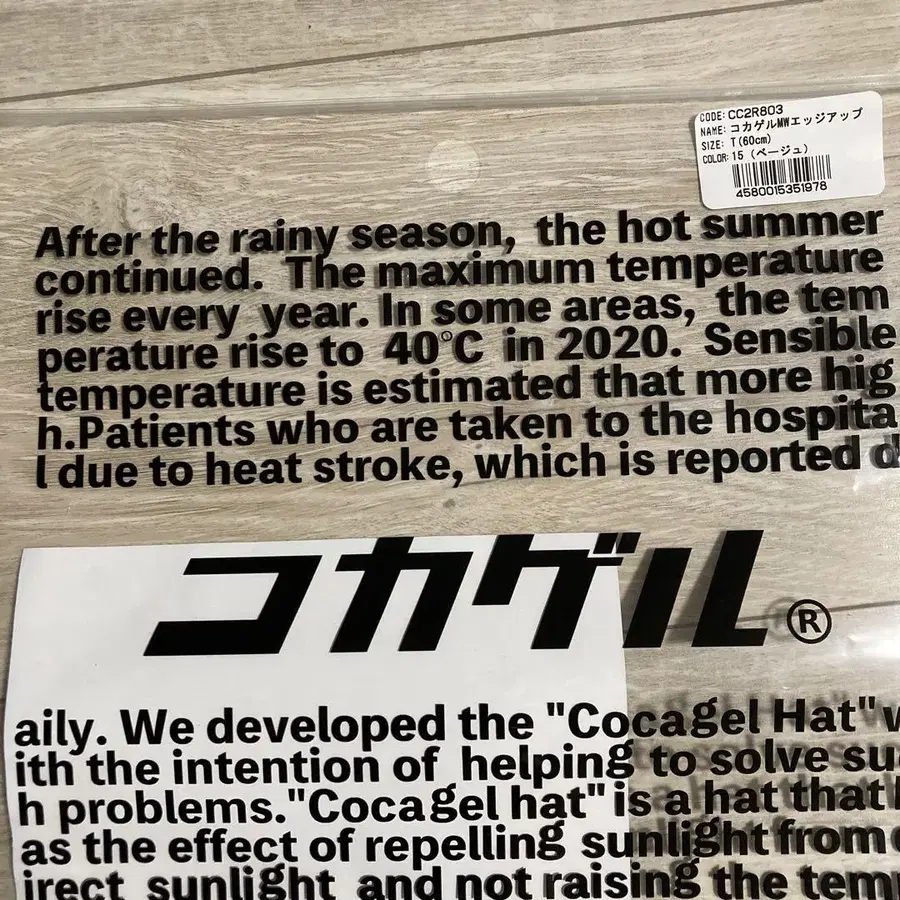 CODE: CC2R803
NAME: コカゲルMWエッジアップ
SIZE: T(60cm)
COLOR: 15 (ベージュ)
4580015351978
After the rainy season, the hot summer
continued. The maximum temperature
rise every year. In some areas, the tem
perature rise to 40°C in 2020. Sensible
temperature is estimated that more hig
h.Patients who are taken to the hospita
l due to heat stroke, which is reported d
コカゲル®
aily. We developed the "Cocagel Hat" w
ith the intention of helping to solve su
h problems."Cocagel hat" is a hat that h
as the effect of repelling sunlight from d
irect sunlight and not raising the temp